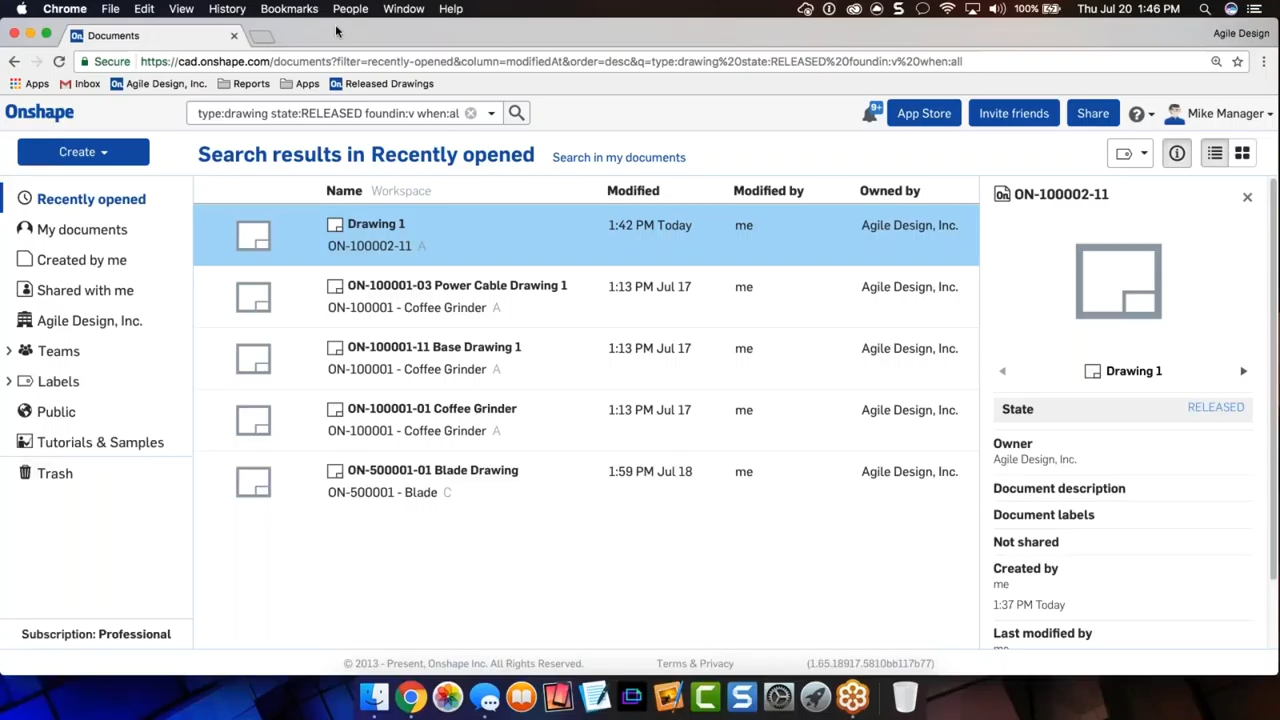 Chrome File Edit View History Bookmarks People Window Help 100% Thu Jul 20 1:46 PM
On Documents Agile Design
Secure https://cad.onshape.com/documents?filter=recently-opened&column=modifiedAt&order=desc&q=type:drawing%20state:RELEASED%20foundin:v%20when:all
Apps Inbox On Agile Design, Inc. Reports Apps On Released Drawings
Onshape type:drawing state:RELEASED foundin:v when:al 9+ App Store Invite friends Share ? Mike Manager
Create Search results in Recently opened Search in my documents
Name Workspace Modified Modified by Owned by
Recently opened
My documents
Created by me
Shared with me
Agile Design, Inc.
Teams
Labels
Public
Tutorials & Samples
Trash
Subscription: Professional
Drawing 1 1:42 PM Today me Agile Design, Inc.
ON-100002-11 A
ON-100001-03 Power Cable Drawing 1 1:13 PM Jul 17 me Agile Design, Inc.
ON-100001 - Coffee Grinder A
ON-100001-11 Base Drawing 1 1:13 PM Jul 17 me Agile Design, Inc.
ON-100001 - Coffee Grinder A
ON-100001-01 Coffee Grinder 1:13 PM Jul 17 me Agile Design, Inc.
ON-100001 - Coffee Grinder A
ON-500001-01 Blade Drawing 1:59 PM Jul 18 me Agile Design, Inc.
ON-500001 - Blade C
On ON-100002-11
Drawing 1
State RELEASED
Owner
Agile Design, Inc.
Document description
Document labels
Not shared
Created by
me
1:37 PM Today
Last modified by
© 2013 - Present, Onshape Inc. All Rights Reserved. Terms & Privacy (1.65.18917.5810bb117b77)